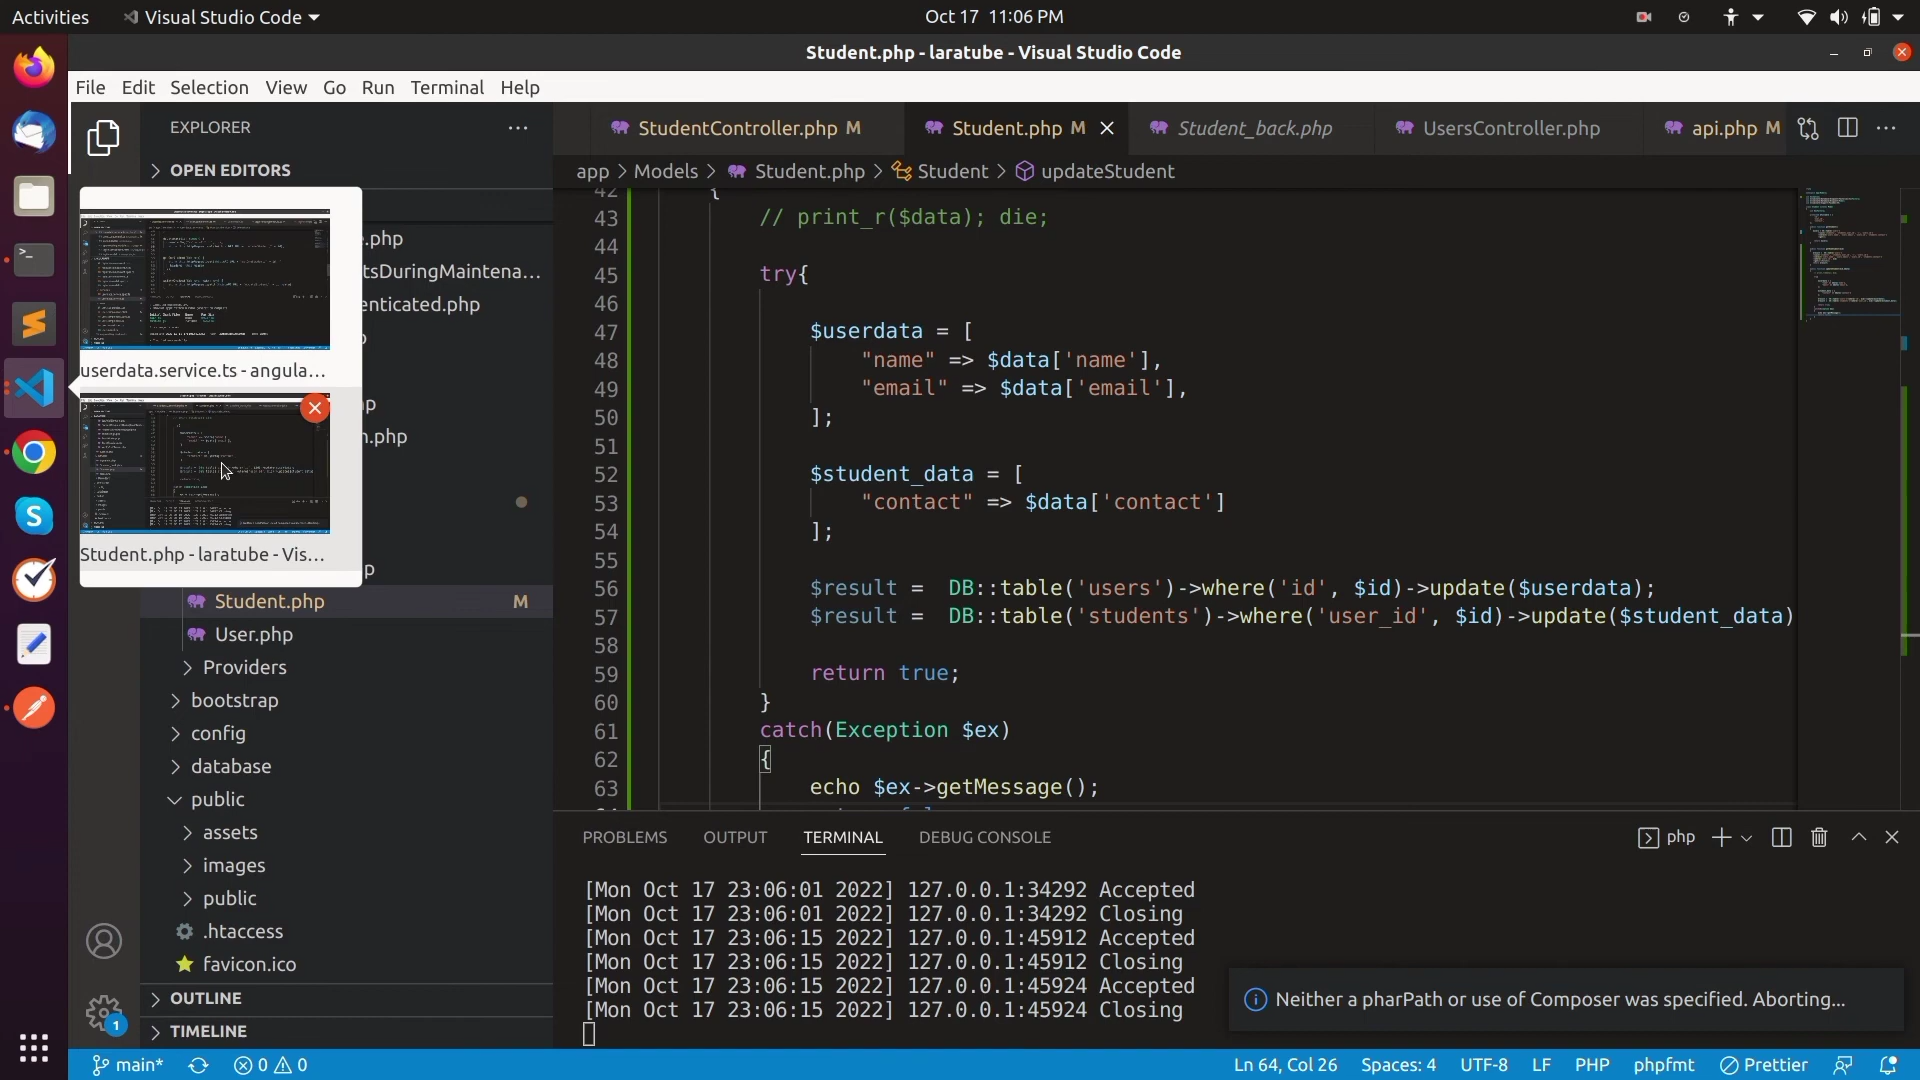 Activities
Visual Studio Code
Oct 17 11:06 PM
Student.php - laratube - Visual Studio Code
File Edit Selection View Go Run Terminal Help
EXPLORER
OPEN EDITORS
userdata.service.ts - angula...
Student.php - laratube - Vis...
.php
tsDuringMaintena...
enticated.php
Student.php M
User.php
Providers
bootstrap
config
database
public
assets
images
public
.htaccess
favicon.ico
OUTLINE
TIMELINE
1
StudentController.php M
Student.php M
Student_back.php
UsersController.php
api.php M
app > Models > Student.php > Student > updateStudent
42 {
43 // print_r($data); die;
44
45 try{
46
47 $userdata = [
48 "name" => $data['name'],
49 "email" => $data['email'],
50 ];
51
52 $student_data = [
53 "contact" => $data['contact']
54 ];
55
56 $result = DB::table('users')->where('id', $id)->update($userdata);
57 $result = DB::table('students')->where('user_id', $id)->update($student_data)
58
59 return true;
60 }
61 catch(Exception $ex)
62 {
63 echo $ex->getMessage();
PROBLEMS OUTPUT TERMINAL DEBUG CONSOLE
php
[Mon Oct 17 23:06:01 2022] 127.0.0.1:34292 Accepted
[Mon Oct 17 23:06:01 2022] 127.0.0.1:34292 Closing
[Mon Oct 17 23:06:15 2022] 127.0.0.1:45912 Accepted
[Mon Oct 17 23:06:15 2022] 127.0.0.1:45912 Closing
[Mon Oct 17 23:06:15 2022] 127.0.0.1:45924 Accepted
[Mon Oct 17 23:06:15 2022] 127.0.0.1:45924 Closing
Neither a pharPath or use of Composer was specified. Aborting...
main* 0 0
Ln 64, Col 26 Spaces: 4 UTF-8 LF PHP phpfmt Prettier